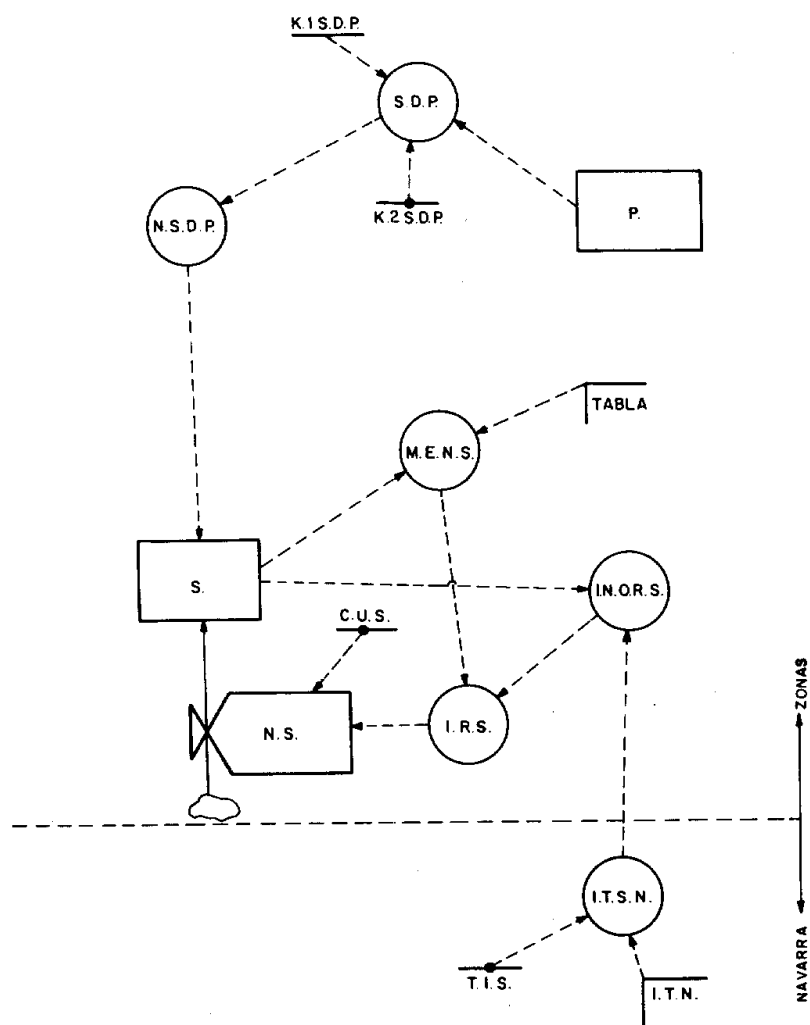 K.1 S.D.P.
S.D.P.
K.2 S.D.P.
P.
N.S.D.P.
TABLA
M.E.N.S.
S.
I.N.O.R.S.
C.U.S.
N.S.
I.R.S.
ZONAS
NAVARRA
I.T.S.N.
T.I.S.
I.T.N.